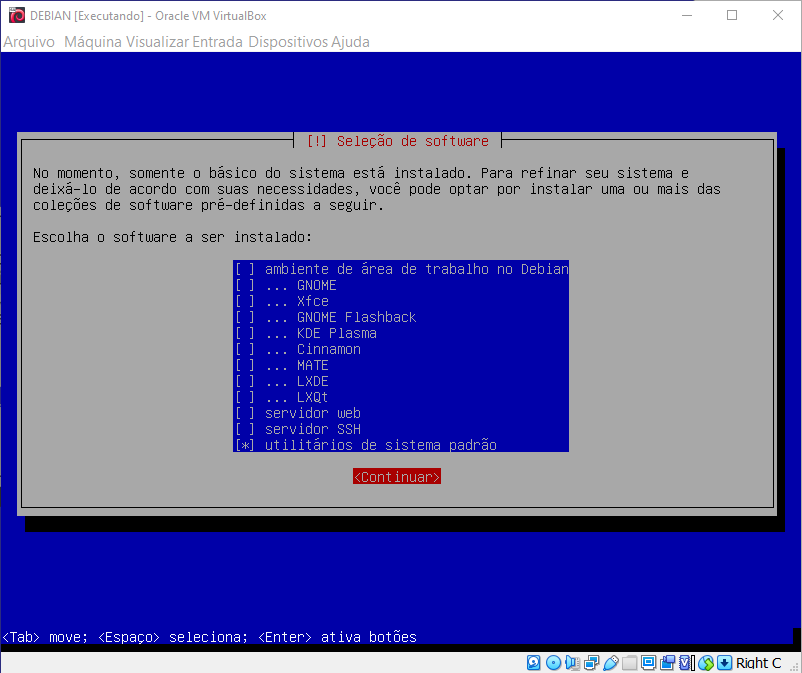 DEBIAN [Executando] - Oracle VM VirtualBox
Arquivo Máquina Visualizar Entrada Dispositivos Ajuda
[!] Seleção de software
No momento, somente o básico do sistema está instalado. Para refinar seu sistema e
deixá-lo de acordo com suas necessidades, você pode optar por instalar uma ou mais das
coleções de software pré-definidas a seguir.
Escolha o software a ser instalado:
[ ] ambiente de área de trabalho no Debian
[ ] ... GNOME
[ ] ... Xfce
[ ] ... GNOME Flashback
[ ] ... KDE Plasma
[ ] ... Cinnamon
[ ] ... MATE
[ ] ... LXDE
[ ] ... LXQt
[ ] servidor web
[ ] servidor SSH
[*] utilitários de sistema padrão
<Continuar>
<Tab> move; <Espaço> seleciona; <Enter> ativa botões
Right C